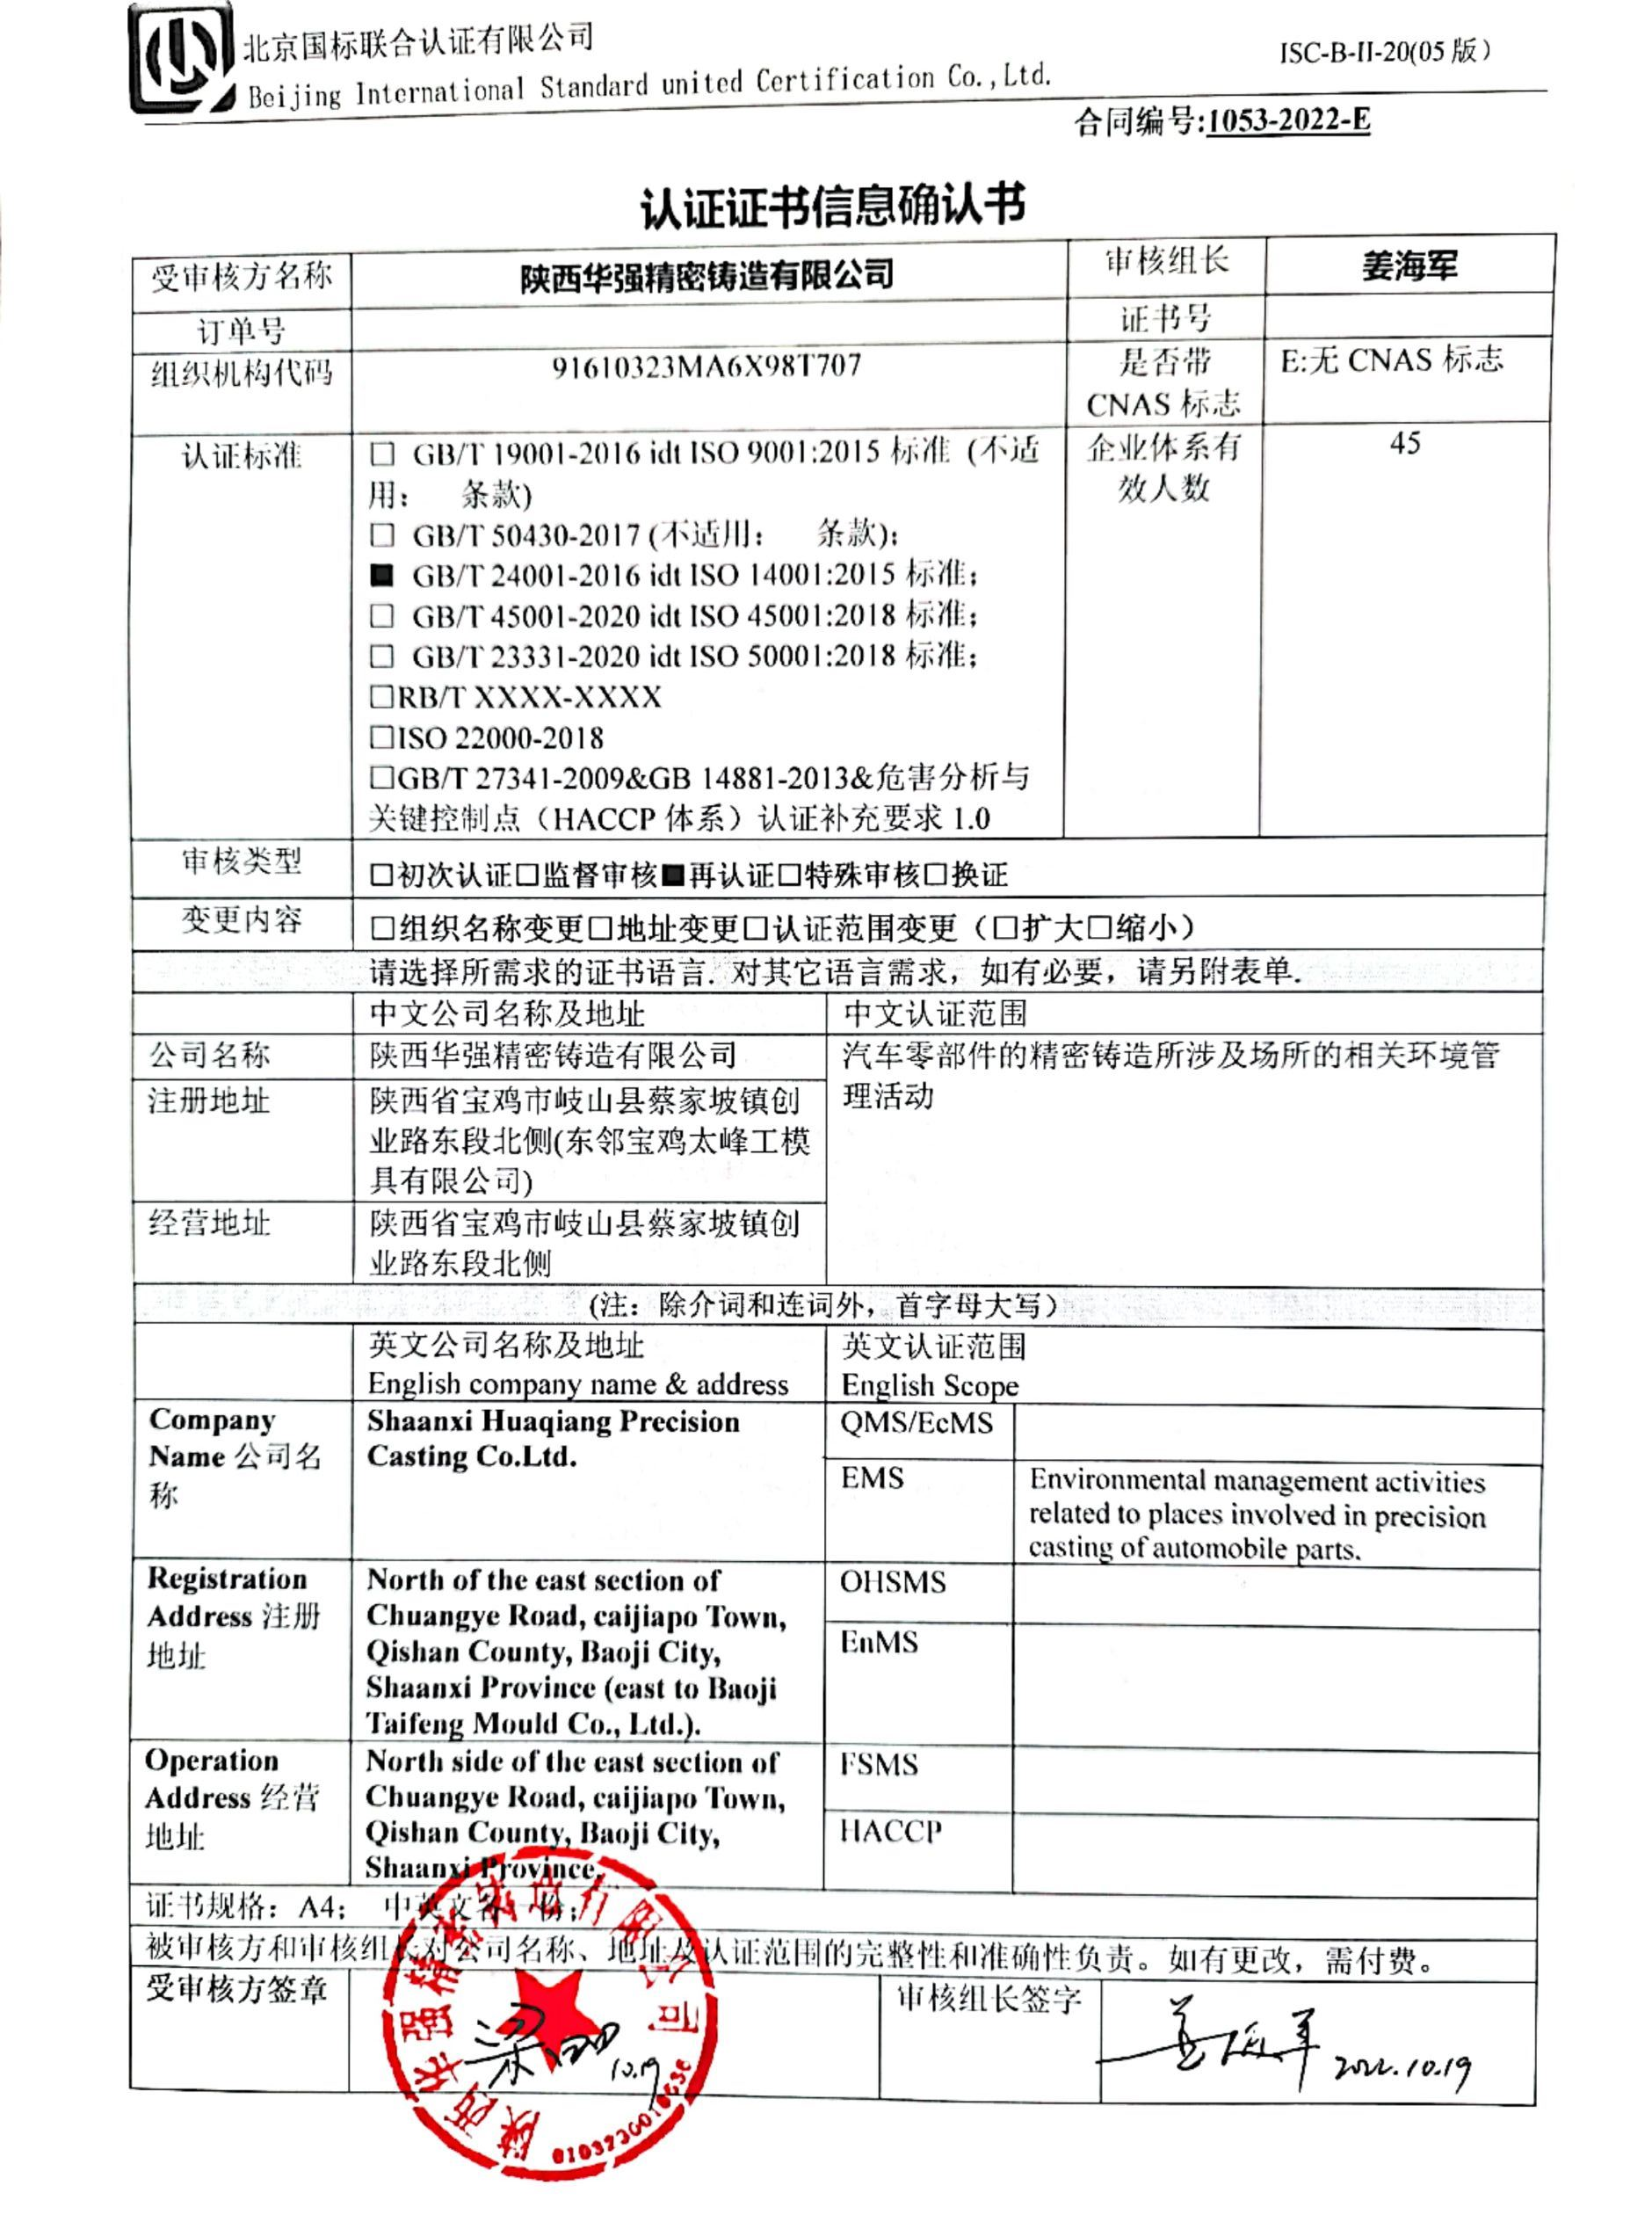 北京国标联合认证有限公司
Beijing International Standard united Certification Co.,Ltd.
ISC-B-II-20(05版)
合同编号:1053-2022-E
认证证书信息确认书
受审核方名称 陕西华强精密铸造有限公司 审核组长 姜海军
订单号 证书号
组织机构代码 91610323MA6X98T707 是否带 E:无 CNAS 标志
CNAS 标志
认证标准 □ GB/T 19001-2016 idt ISO 9001:2015 标准 (不适 企业体系有 45
用: 条款) 效人数
□ GB/T 50430-2017 (不适用: 条款);
■ GB/T 24001-2016 idt ISO 14001:2015 标准;
□ GB/T 45001-2020 idt ISO 45001:2018 标准;
□ GB/T 23331-2020 idt ISO 50001:2018 标准;
□RB/T XXXX-XXXX
□ISO 22000-2018
□GB/T 27341-2009&GB 14881-2013&危害分析与
关键控制点（HACCP 体系）认证补充要求 1.0
审核类型 □初次认证□监督审核■再认证□特殊审核□换证
变更内容 □组织名称变更□地址变更□认证范围变更（□扩大□缩小）
请选择所需求的证书语言. 对其它语言需求，如有必要，请另附表单.
中文公司名称及地址 中文认证范围
公司名称 陕西华强精密铸造有限公司 汽车零部件的精密铸造所涉及场所的相关环境管
理活动
注册地址 陕西省宝鸡市岐山县蔡家坡镇创
业路东段北侧(东邻宝鸡太峰工模
具有限公司)
经营地址 陕西省宝鸡市岐山县蔡家坡镇创
业路东段北侧
(注：除介词和连词外，首字母大写）
英文公司名称及地址 英文认证范围
English company name & address English Scope
Company Shaanxi Huaqiang Precision QMS/EcMS
Name 公司名 Casting Co.Ltd.
称
EMS Environmental management activities
related to places involved in precision
casting of automobile parts.
Registration North of the east section of OHSMS
Address 注册 Chuangye Road, caijiapo Town,
地址 Qishan County, Baoji City, EnMS
Shaanxi Province (east to Baoji
Taifeng Mould Co., Ltd.).
Operation North side of the east section of FSMS
Address 经营 Chuangye Road, caijiapo Town,
地址 Qishan County, Baoji City, HACCP
Shaanxi Province.
证书规格：A4； 中英文各 份；
被审核方和审核组长对公司名称、地址及认证范围的完整性和准确性负责。如有更改，需付费。
受审核方签章 审核组长签字
陕西华强精密铸造有限公司
10.19
姜海军 2022.10.19